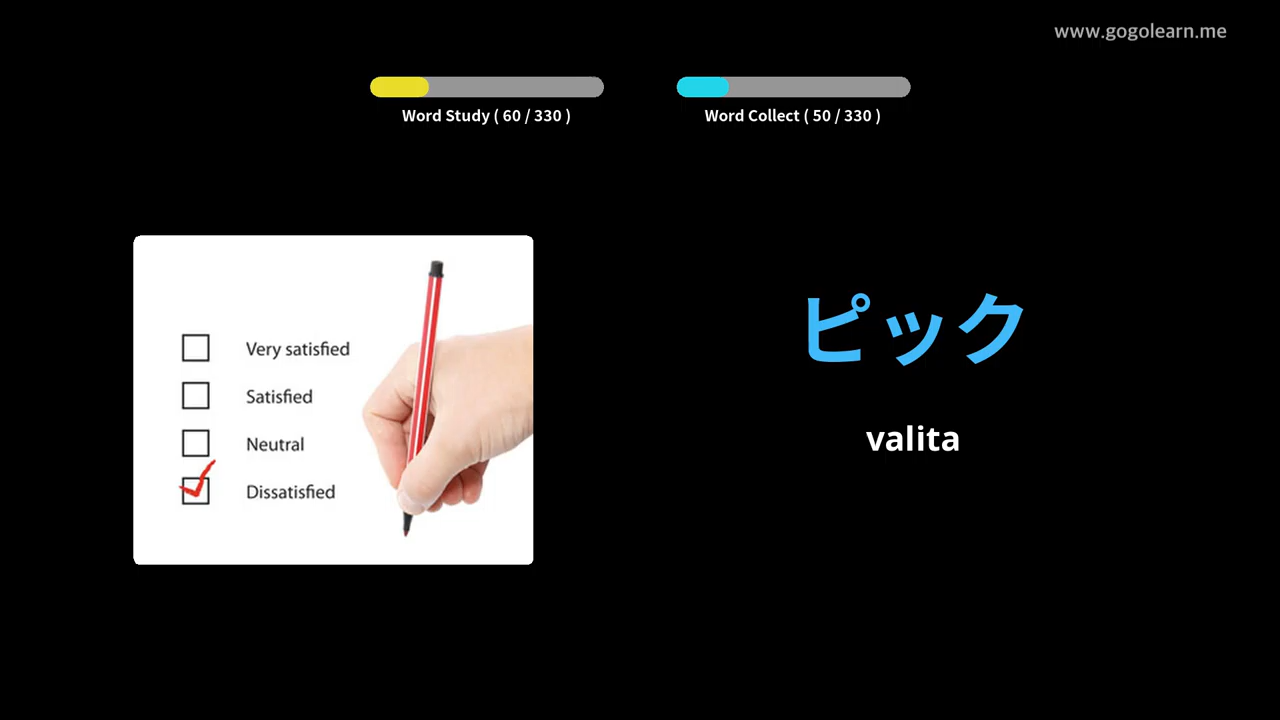 www.gogolearn.me
Word Study ( 60 / 330 )
Word Collect ( 50 / 330 )
Very satisfied
Satisfied
Neutral
Dissatisfied
ピック
valita